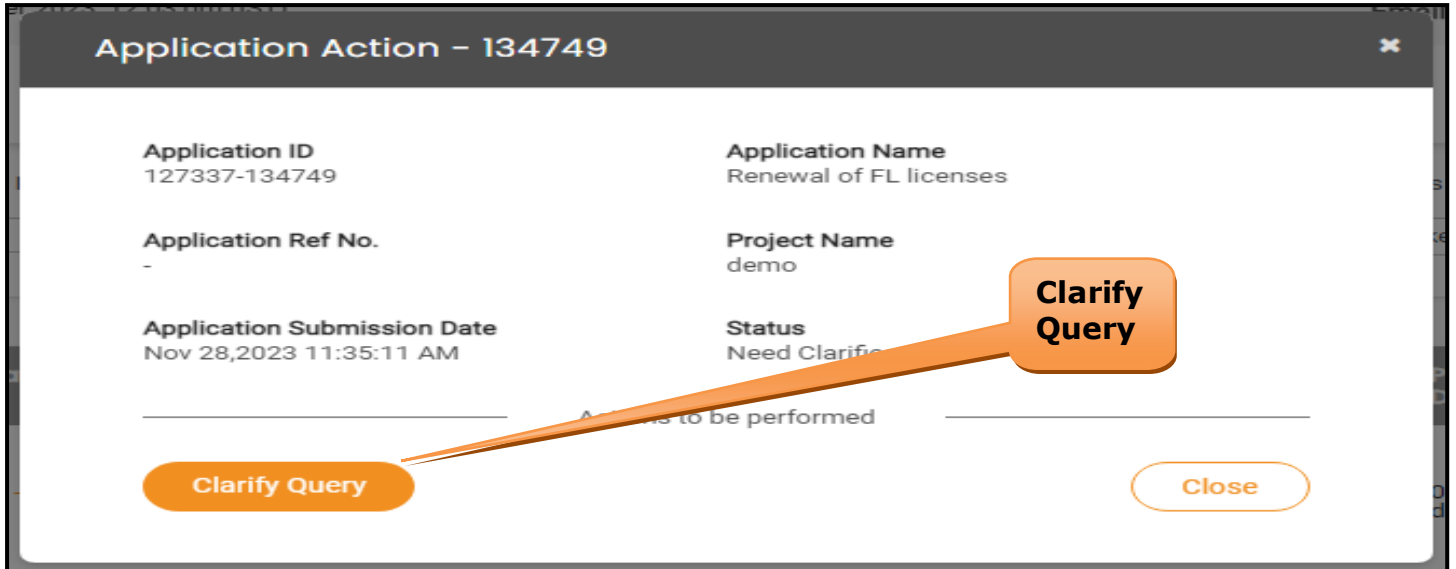 Application Action - 134749
Application ID
127337-134749
Application Name
Renewal of FL licenses
Application Ref No.
-
Project Name
demo
Application Submission Date
Nov 28,2023 11:35:11 AM
Status
Need
Clarify
Query
to be performed
Clarify Query
Close